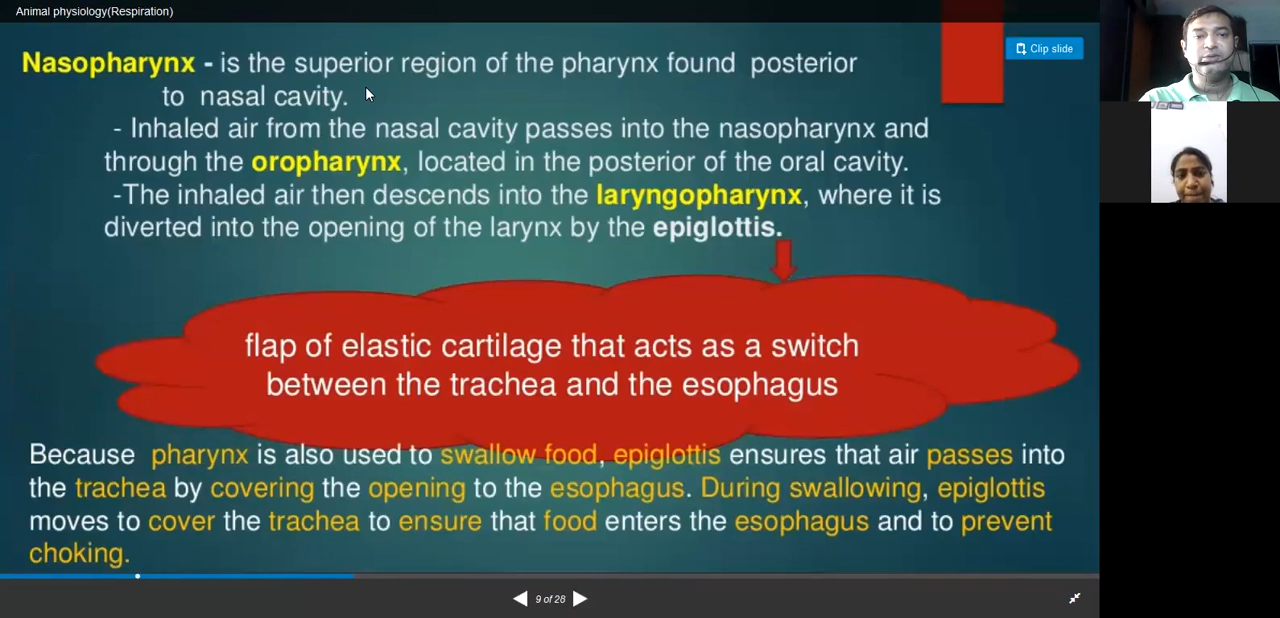 Animal physiology(Respiration)
Clip slide
Nasopharynx - is the superior region of the pharynx found posterior
to nasal cavity.
- Inhaled air from the nasal cavity passes into the nasopharynx and
through the oropharynx, located in the posterior of the oral cavity.
-The inhaled air then descends into the laryngopharynx, where it is
diverted into the opening of the larynx by the epiglottis.
flap of elastic cartilage that acts as a switch
between the trachea and the esophagus
Because pharynx is also used to swallow food, epiglottis ensures that air passes into
the trachea by covering the opening to the esophagus. During swallowing, epiglottis
moves to cover the trachea to ensure that food enters the esophagus and to prevent
choking.
9 of 28